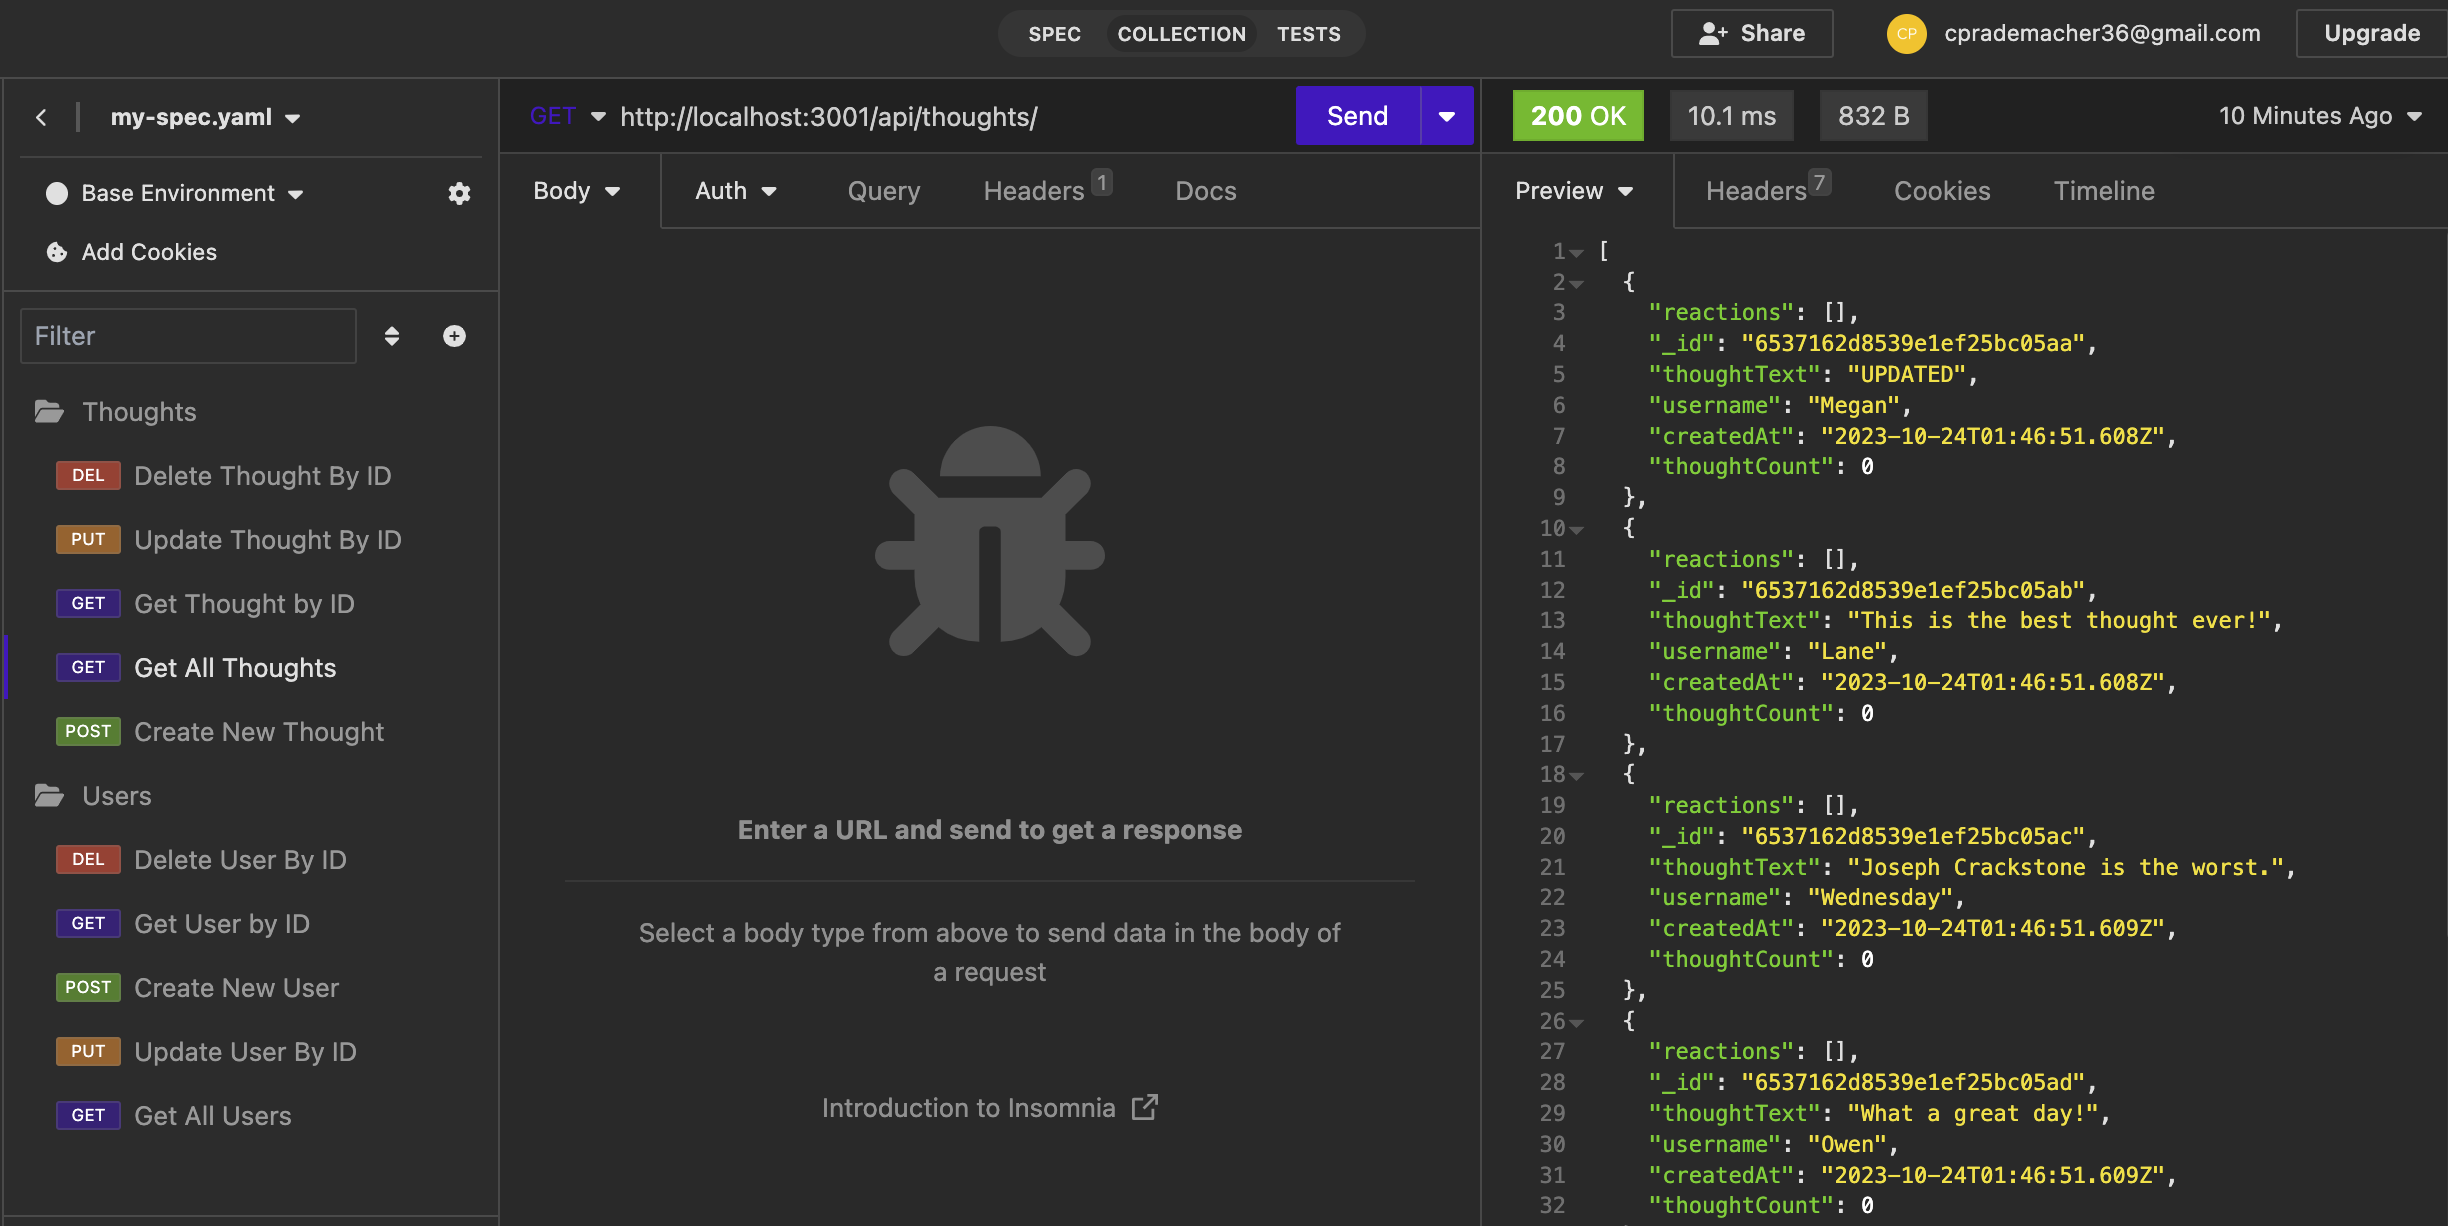 SPEC COLLECTION TESTS
Share
CP cprademacher36@gmail.com
Upgrade
my-spec.yaml
Base Environment
Add Cookies
Filter
Thoughts
DEL Delete Thought By ID
PUT Update Thought By ID
GET Get Thought by ID
GET Get All Thoughts
POST Create New Thought
Users
DEL Delete User By ID
GET Get User by ID
POST Create New User
PUT Update User By ID
GET Get All Users
GET http://localhost:3001/api/thoughts/ Send
Body Auth Query Headers 1 Docs
Enter a URL and send to get a response
Select a body type from above to send data in the body of
a request
Introduction to Insomnia
200 OK 10.1 ms 832 B 10 Minutes Ago
Preview Headers 7 Cookies Timeline
1 [
2 {
3 "reactions": [],
4 "_id": "6537162d8539e1ef25bc05aa",
5 "thoughtText": "UPDATED",
6 "username": "Megan",
7 "createdAt": "2023-10-24T01:46:51.608Z",
8 "thoughtCount": 0
9 },
10 {
11 "reactions": [],
12 "_id": "6537162d8539e1ef25bc05ab",
13 "thoughtText": "This is the best thought ever!",
14 "username": "Lane",
15 "createdAt": "2023-10-24T01:46:51.608Z",
16 "thoughtCount": 0
17 },
18 {
19 "reactions": [],
20 "_id": "6537162d8539e1ef25bc05ac",
21 "thoughtText": "Joseph Crackstone is the worst.",
22 "username": "Wednesday",
23 "createdAt": "2023-10-24T01:46:51.609Z",
24 "thoughtCount": 0
25 },
26 {
27 "reactions": [],
28 "_id": "6537162d8539e1ef25bc05ad",
29 "thoughtText": "What a great day!",
30 "username": "Owen",
31 "createdAt": "2023-10-24T01:46:51.609Z",
32 "thoughtCount": 0